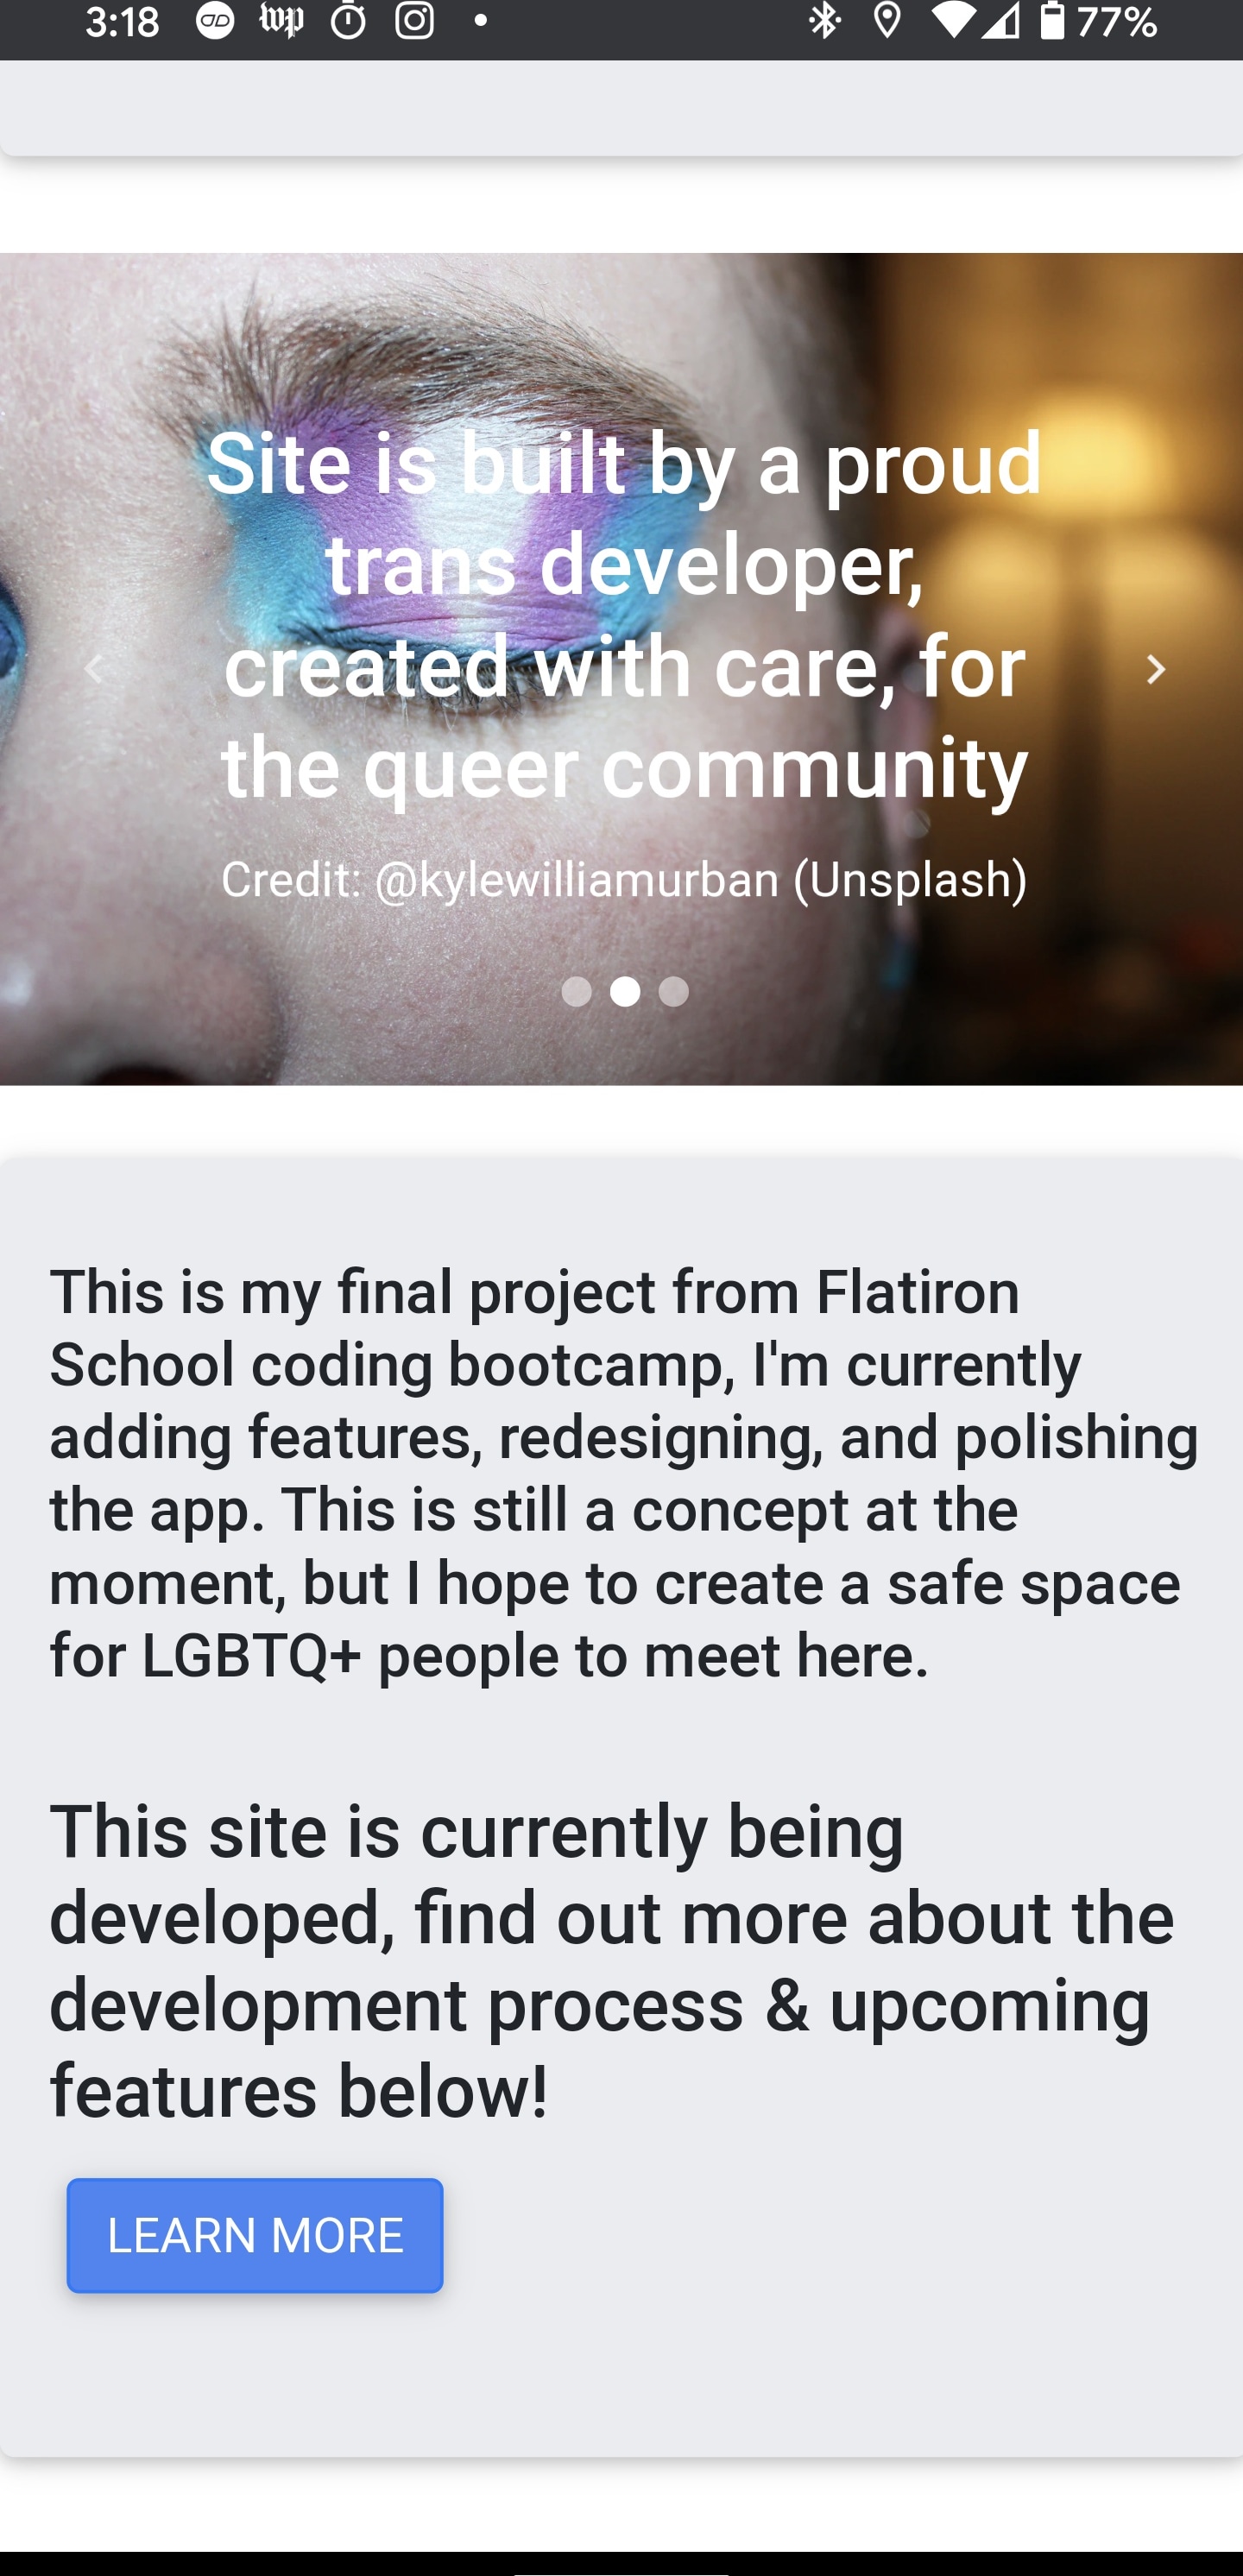 3:18 wp 77%
Site is built by a proud
trans developer,
created with care, for
the queer community
Credit: @kylewilliamurban (Unsplash)
This is my final project from Flatiron
School coding bootcamp, I'm currently
adding features, redesigning, and polishing
the app. This is still a concept at the
moment, but I hope to create a safe space
for LGBTQ+ people to meet here.
This site is currently being
developed, find out more about the
development process & upcoming
features below!
LEARN MORE